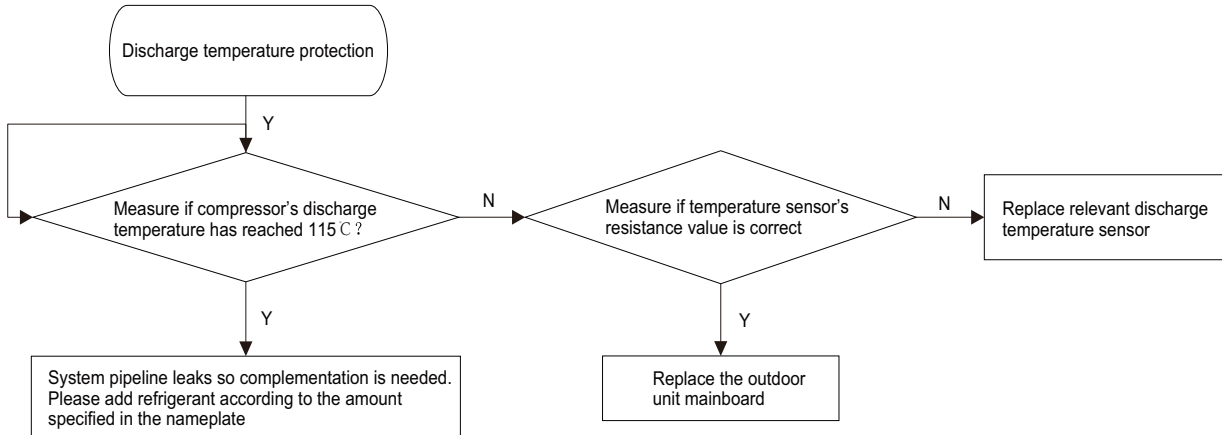 Discharge temperature protection
Y
Measure if compressor's discharge
temperature has reached 115℃?
N
Measure if temperature sensor's
resistance value is correct
N
Replace relevant discharge
temperature sensor
Y
System pipeline leaks so complementation is needed.
Please add refrigerant according to the amount
specified in the nameplate
Y
Replace the outdoor
unit mainboard